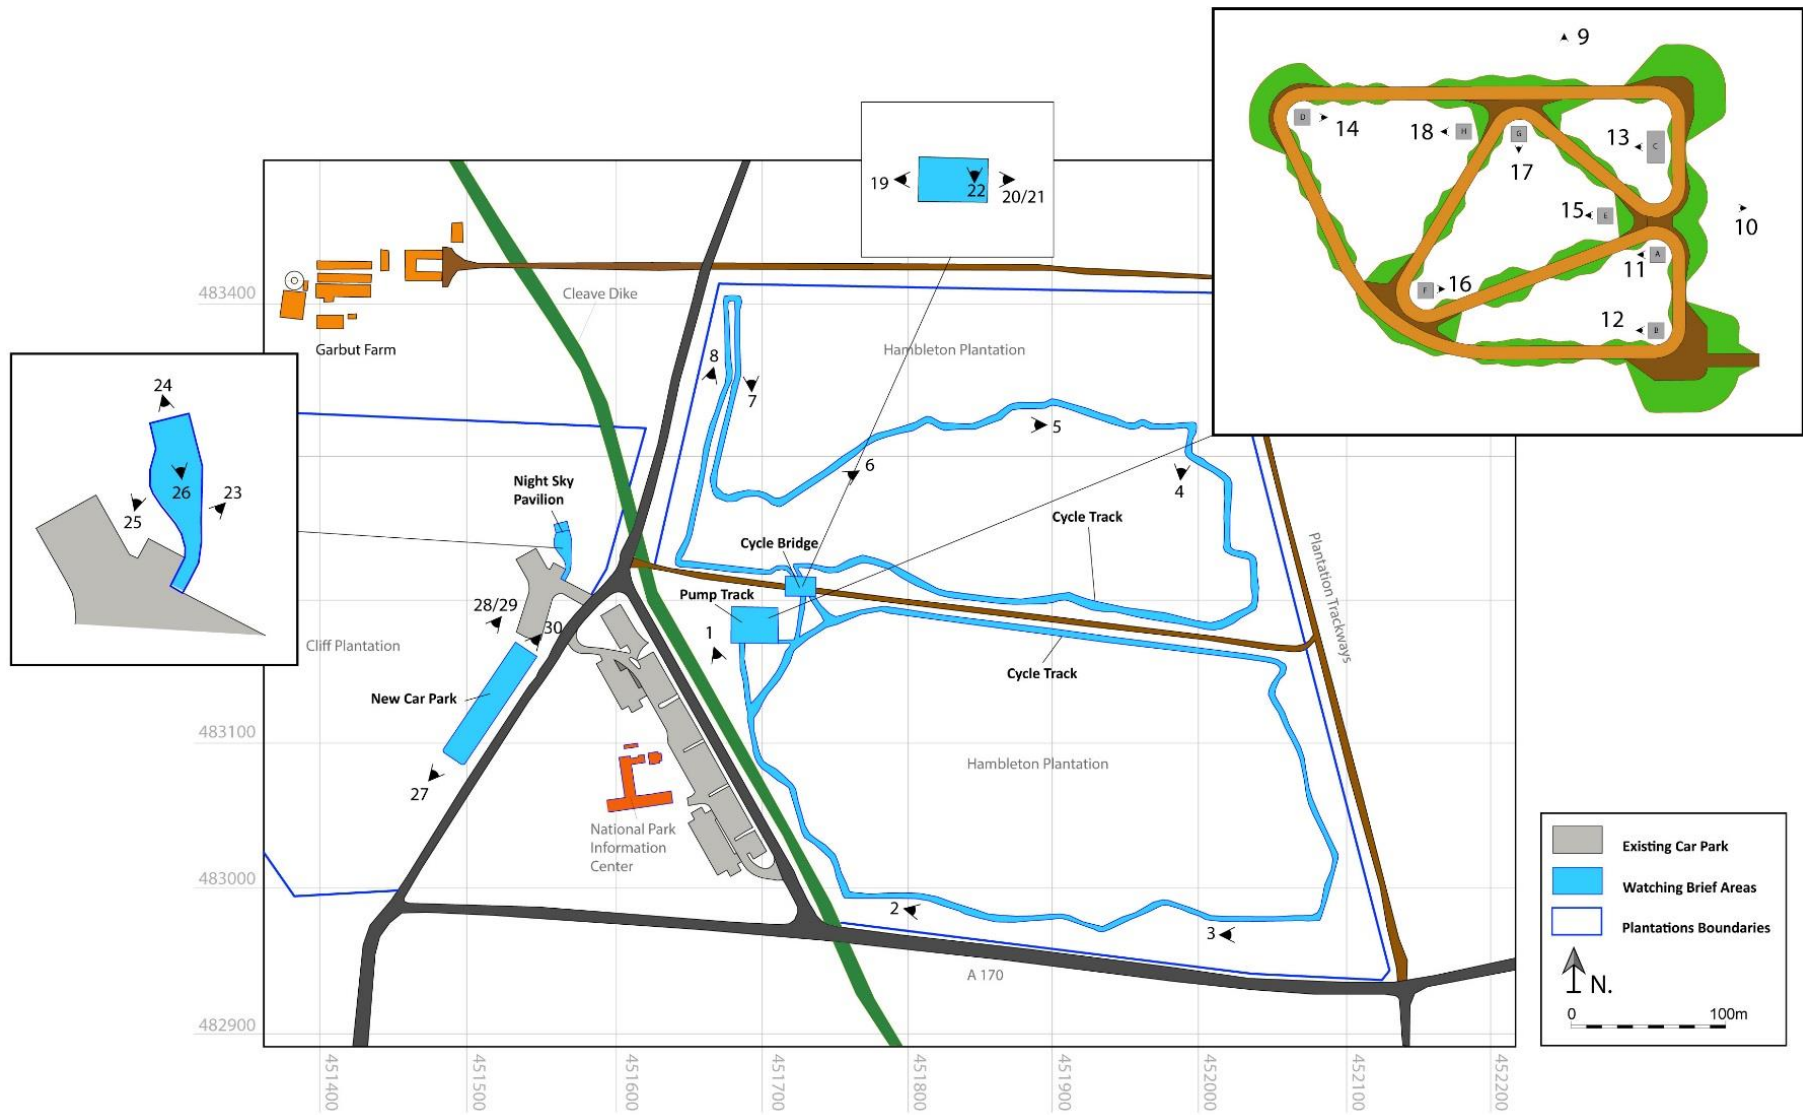 9
14
18
13
17
15
10
11
16
12
D
H
G
C
E
A
F
B
19
22
20/21
483400
Cleave Dike
Garbut Farm
Hambleton Plantation
8
7
5
6
4
24
26
23
25
Night Sky
Pavilion
Cycle Track
Cycle Bridge
Pump Track
Plantation Trackways
28/29
30
1
Cliff Plantation
Cycle Track
New Car Park
483100
Hambleton Plantation
27
National Park
Information
Center
483000
2
3
A 170
482900
451400
451500
451600
451700
451800
451900
452000
452100
452200
Existing Car Park
Watching Brief Areas
Plantations Boundaries
N.
0
100m